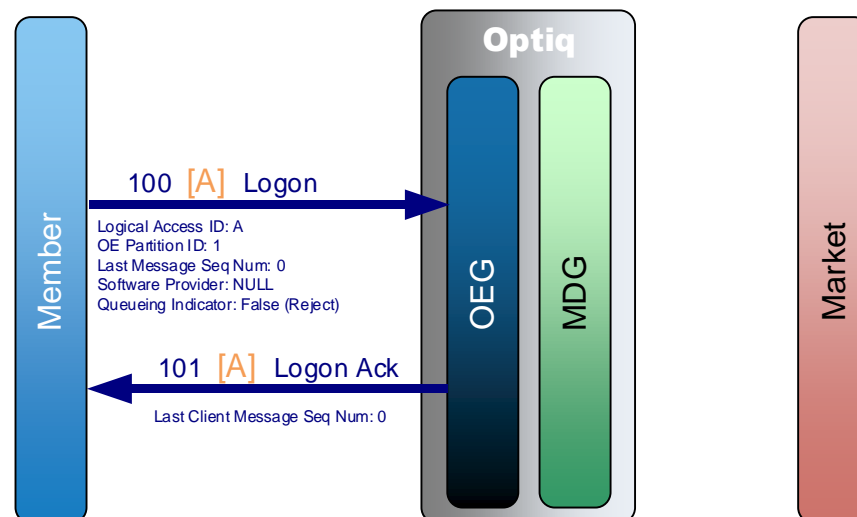 Optiq
Member
OEG
MDG
Market
100 [A] Logon
Logical Access ID: A
OE Partition ID: 1
Last Message Seq Num: 0
Software Provider: NULL
Queueing Indicator: False (Reject)
101 [A] Logon Ack
Last Client Message Seq Num: 0